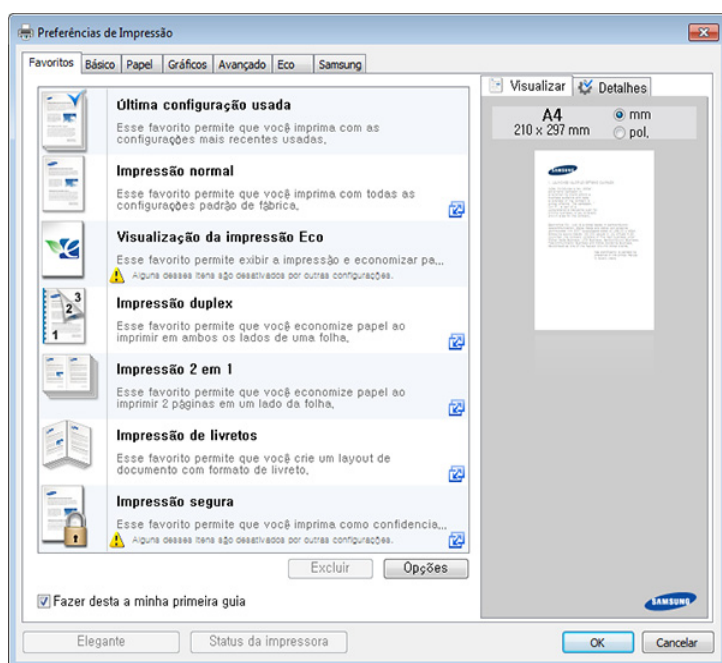 Preferências de Impressão
Favoritos Básico Papel Gráficos Avançado Eco Samsung
Última configuração usada
Esse favorito permite que você imprima com as
configurações mais recentes usadas.
Impressão normal
Esse favorito permite que você imprima com todas as
configurações padrão de fábrica.
Visualização da impressão Eco
Esse favorito permite exibir a impressão e economizar pa...
Alguns desses itens são desativados por outras configurações.
3
2
1
Impressão duplex
Esse favorito permite que você economize papel ao
imprimir em ambos os lados de uma folha.
Impressão 2 em 1
Esse favorito permite que você economize papel ao
imprimir 2 páginas em um lado da folha.
Impressão de livretos
Esse favorito permite que você crie um layout de
documento com formato de livreto.
Impressão segura
Esse favorito permite que você imprima como confidencia...
Alguns desses itens são desativados por outras configurações.
Excluir Opções
Fazer desta a minha primeira guia
Elegante Status da impressora
Visualizar Detalhes
A4 mm
210 x 297 mm pol.
SAMSUNG
SAMSUNG
OK Cancelar